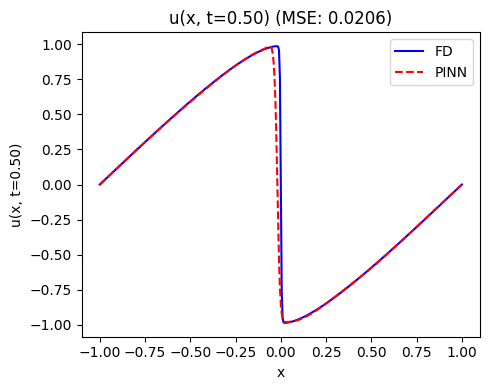 u(x, t=0.50) (MSE: 0.0206)
FD
PINN
u(x, t=0.50)
1.00
0.75
0.50
0.25
0.00
−0.25
−0.50
−0.75
−1.00
−1.00 −0.75 −0.50 −0.25 0.00 0.25 0.50 0.75 1.00
x